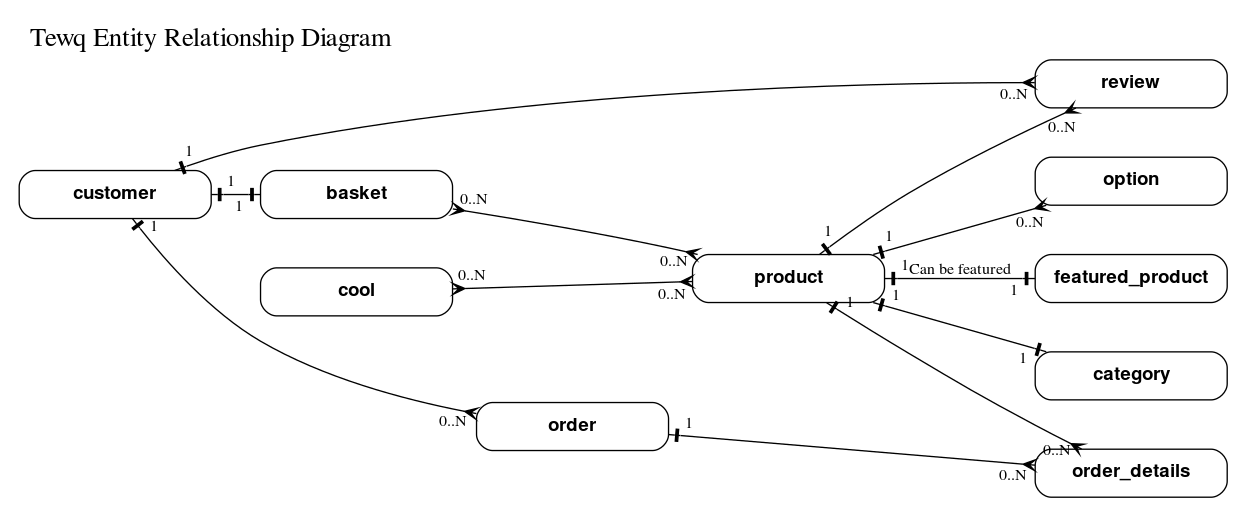 Tewq Entity Relationship Diagram
review
0..N
0..N
1
customer
1
1
basket
0..N
option
0..N
1
1
1
0..N
product
1 Can be featured
1
featured_product
cool
0..N
0..N
1
1
1
category
0..N
order
1
0..N
0..N
order_details